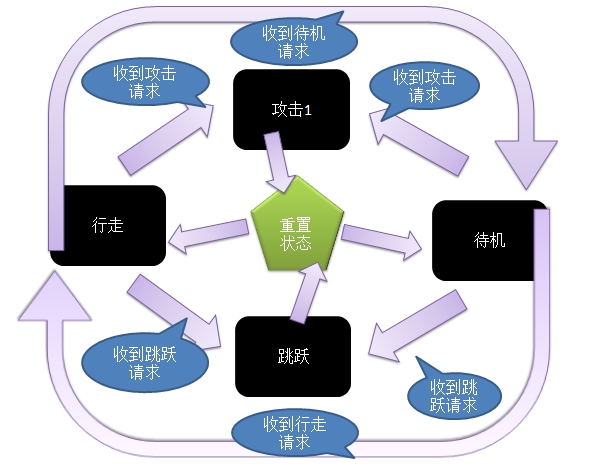 收到待机
请求
收到攻击
请求
收到攻击
请求
攻击1
行走
重置
状态
待机
收到跳跃
请求
跳跃
收到跳
跃请求
收到行走
请求